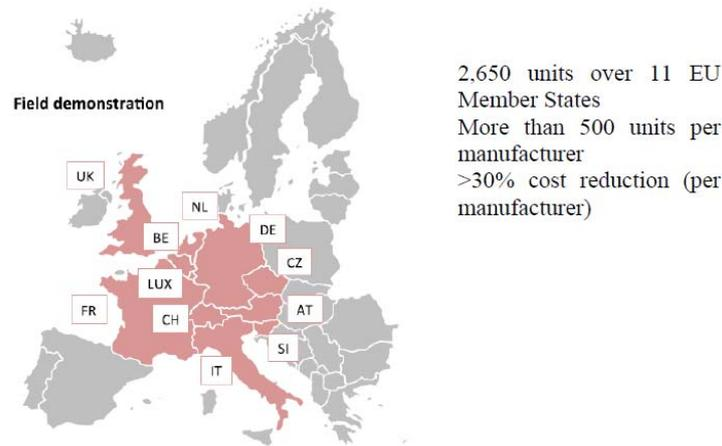 Field demonstration
2,650 units over 11 EU
Member States
More than 500 units per
manufacturer
>30% cost reduction (per
manufacturer)
UK
NL
BE
DE
CZ
LUX
FR
CH
AT
SI
IT